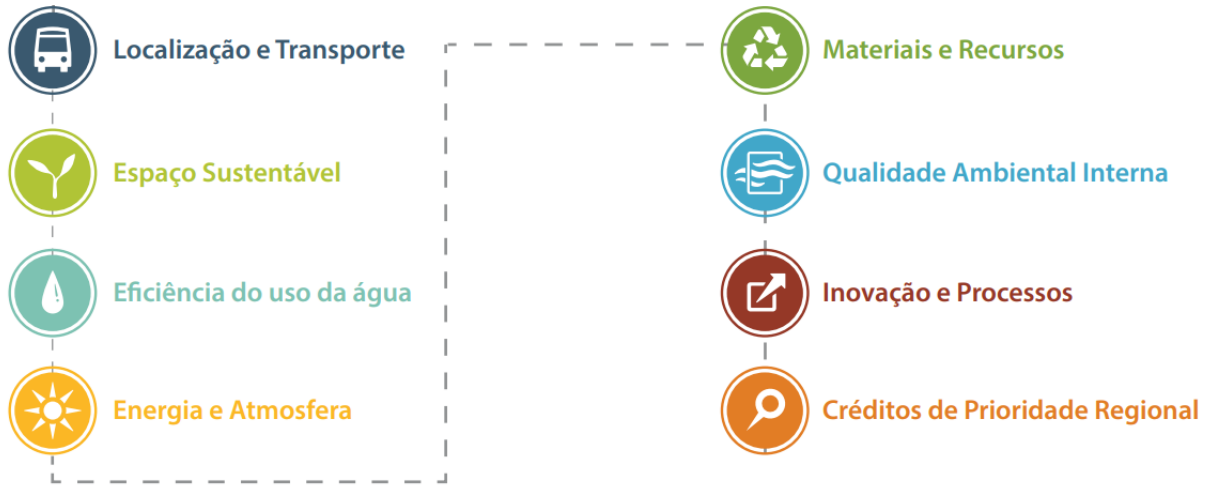 Localização e Transporte
Espaço Sustentável
Eficiência do uso da água
Energia e Atmosfera
Materiais e Recursos
Qualidade Ambiental Interna
Inovação e Processos
Créditos de Prioridade Regional